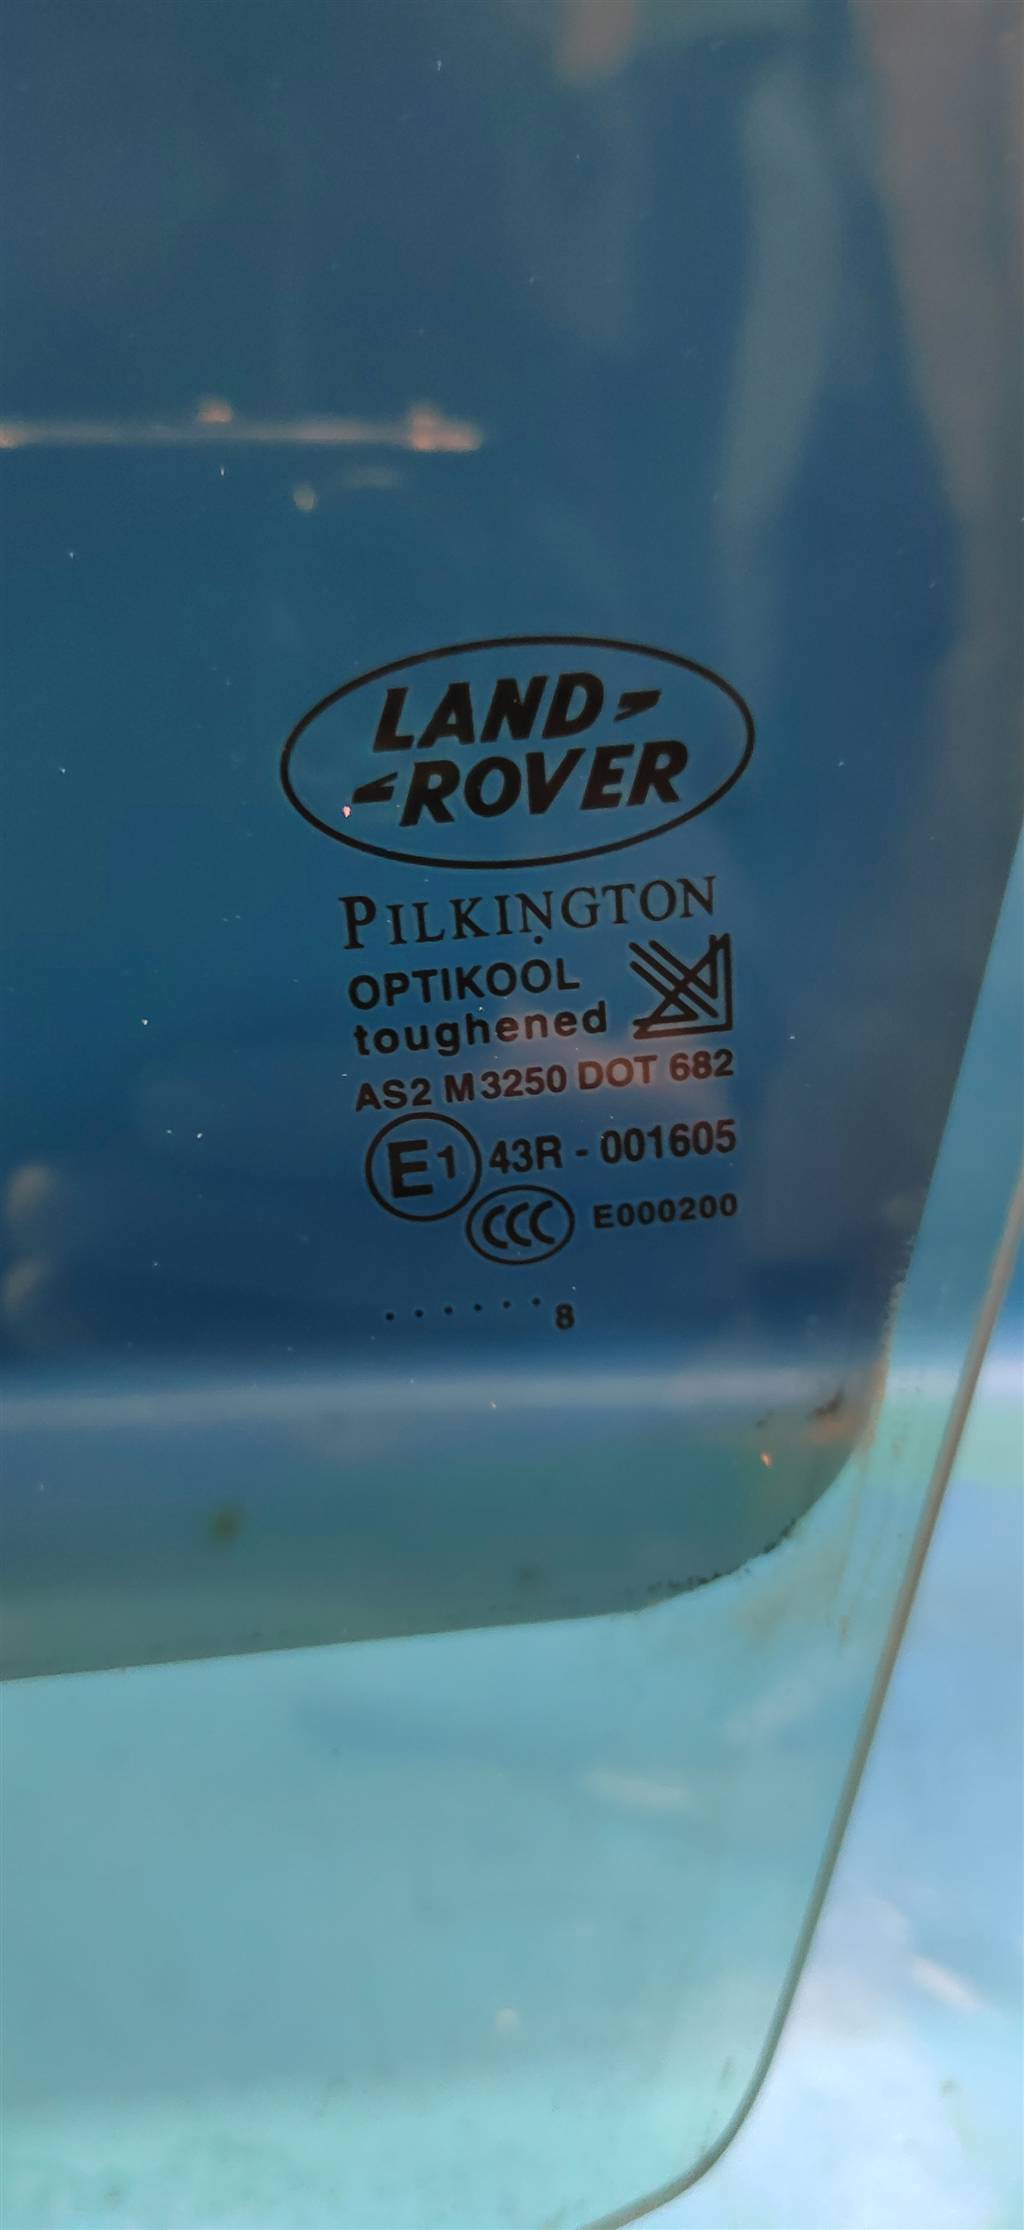 LAND
ROVER
PILKINGTON
OPTIKOOL
toughened
AS2 M3250 DOT 682
E1 43R - 001605
CCC E000200
. . . . . . 8